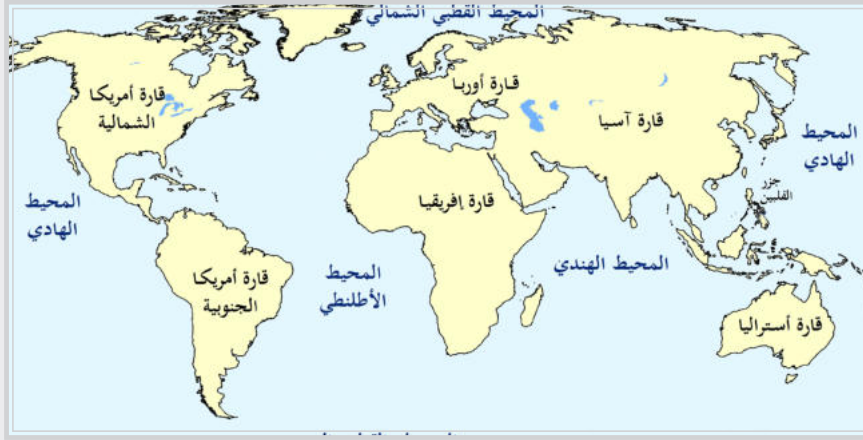 المحيط القطبي الشمالي
قارة أوربا
قارة أمريكا
الشمالية
قارة آسيا
المحيط
الهادي
جزر
الفلبين
قارة إفريقيا
المحيط
الهادي
المحيط الهندي
المحيط
الأطلنطي
قارة أمريكا
الجنوبية
قارة أستراليا